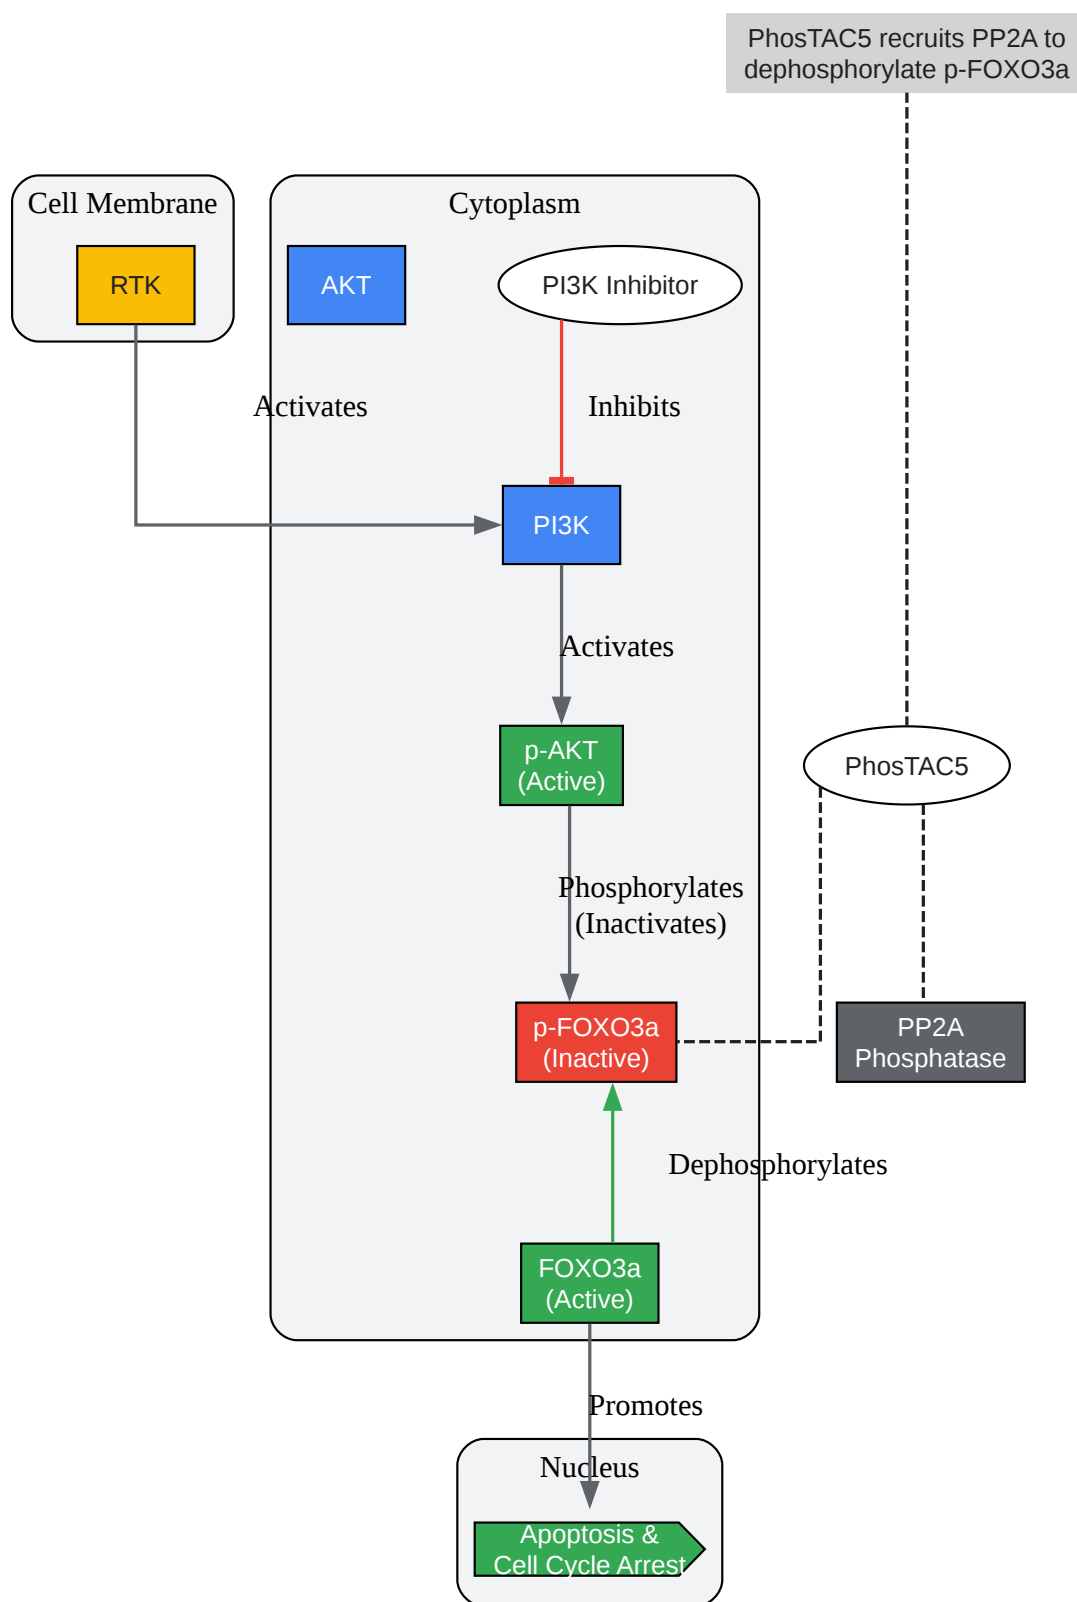 PhosTAC5 recruits PP2A to
dephosphorylate p-FOXO3a
Cell Membrane
Cytoplasm
RTK
AKT
PI3K Inhibitor
Activates
Inhibits
PI3K
Activates
p-AKT
(Active)
PhosTAC5
Phosphorylates
(Inactivates)
p-FOXO3a
(Inactive)
PP2A
Phosphatase
Dephosphorylates
FOXO3a
(Active)
Promotes
Nucleus
Apoptosis &
Cell Cycle Arrest